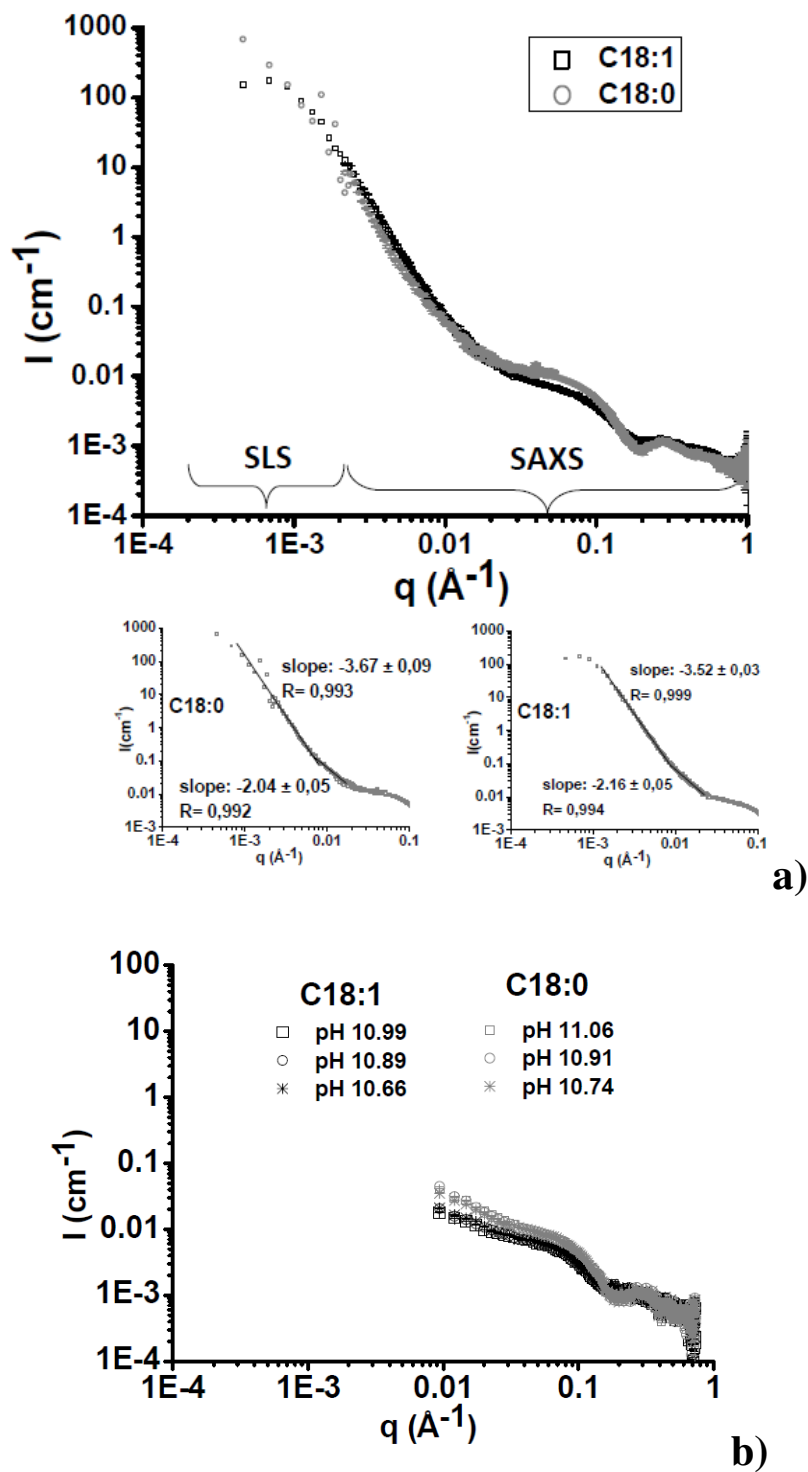 1000
100
10
1
0.1
0.01
1E-3
1E-4
I (cm-1)
C18:1
C18:0
SLS
SAXS
1E-4
1E-3
0.01
0.1
1
q (Å-1)
1000
100
10
1
0.1
0.01
1E-3
I(cm-1)
slope: -3.67 ± 0,09
R= 0,993
C18:0
slope: -2.04 ± 0,05
R= 0,992
1E-4
1E-3
0.01
0.1
q (Å-1)
1000
100
10
1
0.1
0.01
1E-3
I(cm-1)
slope: -3.52 ± 0,03
R= 0,999
C18:1
slope: -2.16 ± 0,05
R= 0,994
1E-4
1E-3
0.01
0.1
q (Å-1)
a)
100
10
1
0.1
0.01
1E-3
1E-4
I (cm-1)
C18:1
pH 10.99
pH 10.89
pH 10.66
C18:0
pH 11.06
pH 10.91
pH 10.74
1E-4
1E-3
0.01
0.1
1
q (Å-1)
b)